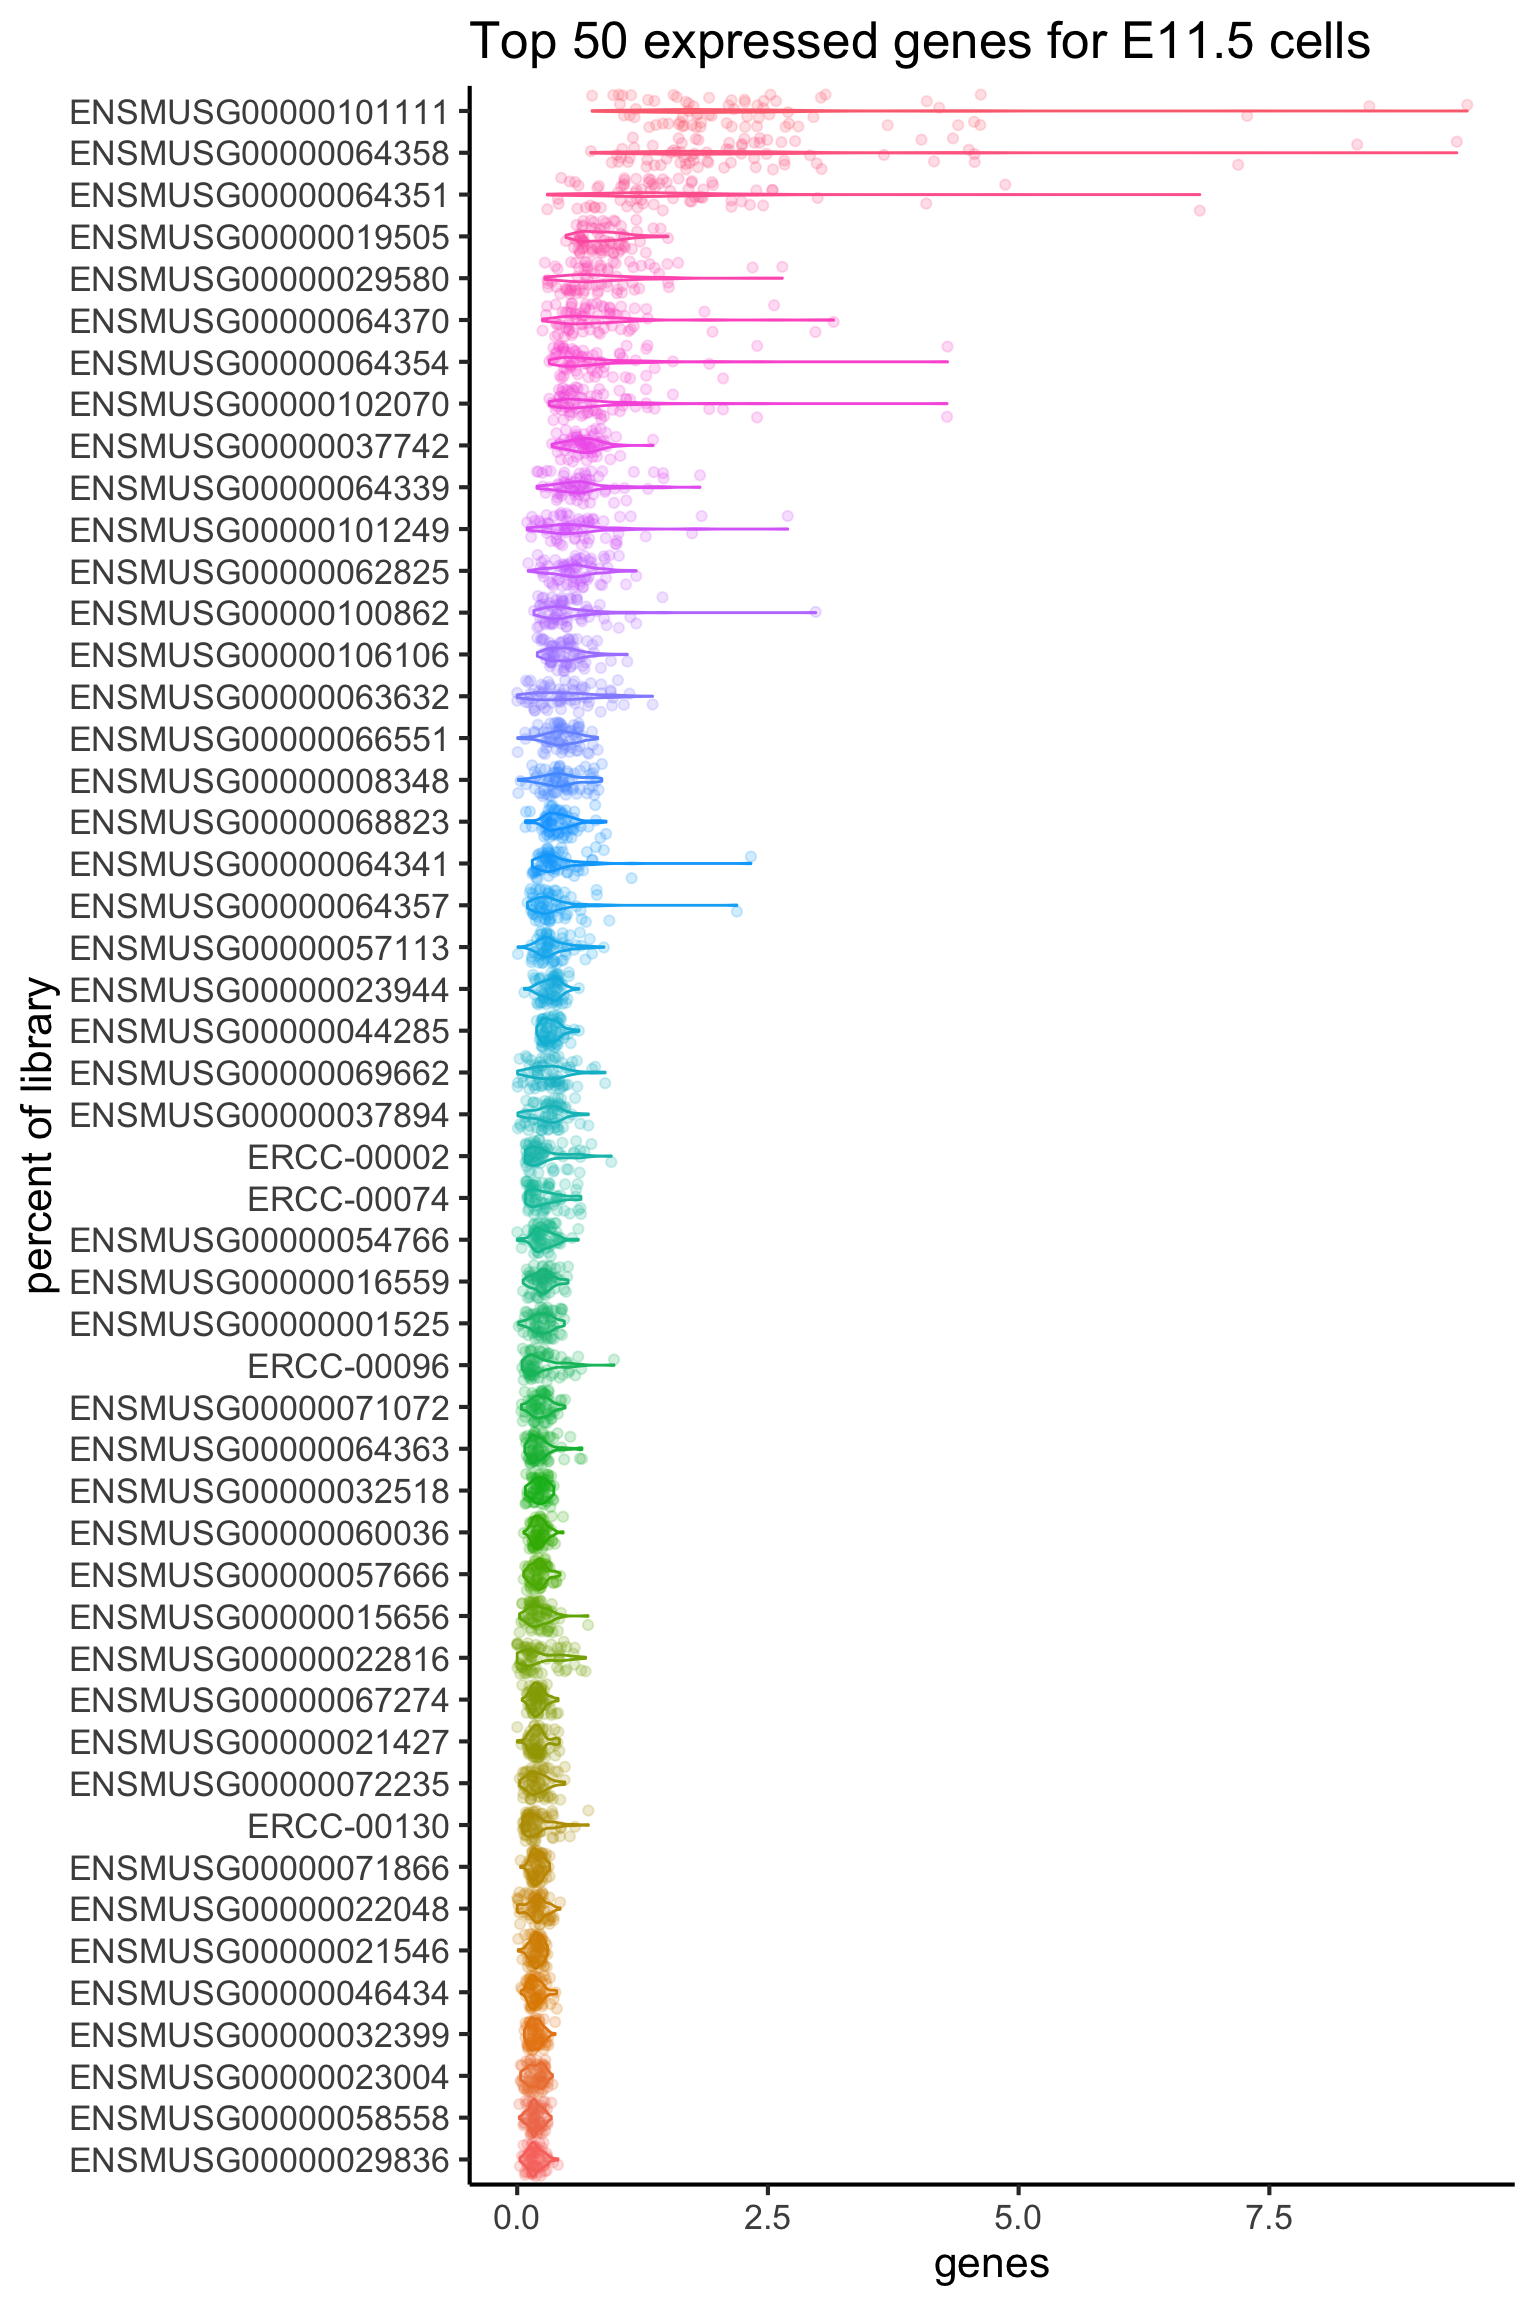 Top 50 expressed genes for E11.5 cells
ENSMUSG00000101111
ENSMUSG00000064358
ENSMUSG00000064351
ENSMUSG00000019505
ENSMUSG00000029580
ENSMUSG00000064370
ENSMUSG00000064354
ENSMUSG00000102070
ENSMUSG00000037742
ENSMUSG00000064339
ENSMUSG00000101249
ENSMUSG00000062825
ENSMUSG00000100862
ENSMUSG00000106106
ENSMUSG00000063632
ENSMUSG00000066551
ENSMUSG00000008348
ENSMUSG00000068823
ENSMUSG00000064341
ENSMUSG00000064357
ENSMUSG00000057113
ENSMUSG00000023944
ENSMUSG00000044285
ENSMUSG00000069662
ENSMUSG00000037894
ERCC-00002
ERCC-00074
ENSMUSG00000054766
ENSMUSG00000016559
ENSMUSG00000001525
ERCC-00096
ENSMUSG00000071072
ENSMUSG00000064363
ENSMUSG00000032518
ENSMUSG00000060036
ENSMUSG00000057666
ENSMUSG00000015656
ENSMUSG00000022816
ENSMUSG00000067274
ENSMUSG00000021427
ENSMUSG00000072235
ERCC-00130
ENSMUSG00000071866
ENSMUSG00000022048
ENSMUSG00000021546
ENSMUSG00000046434
ENSMUSG00000032399
ENSMUSG00000023004
ENSMUSG00000058558
ENSMUSG00000029836
percent of library
0.0 2.5 5.0 7.5
genes